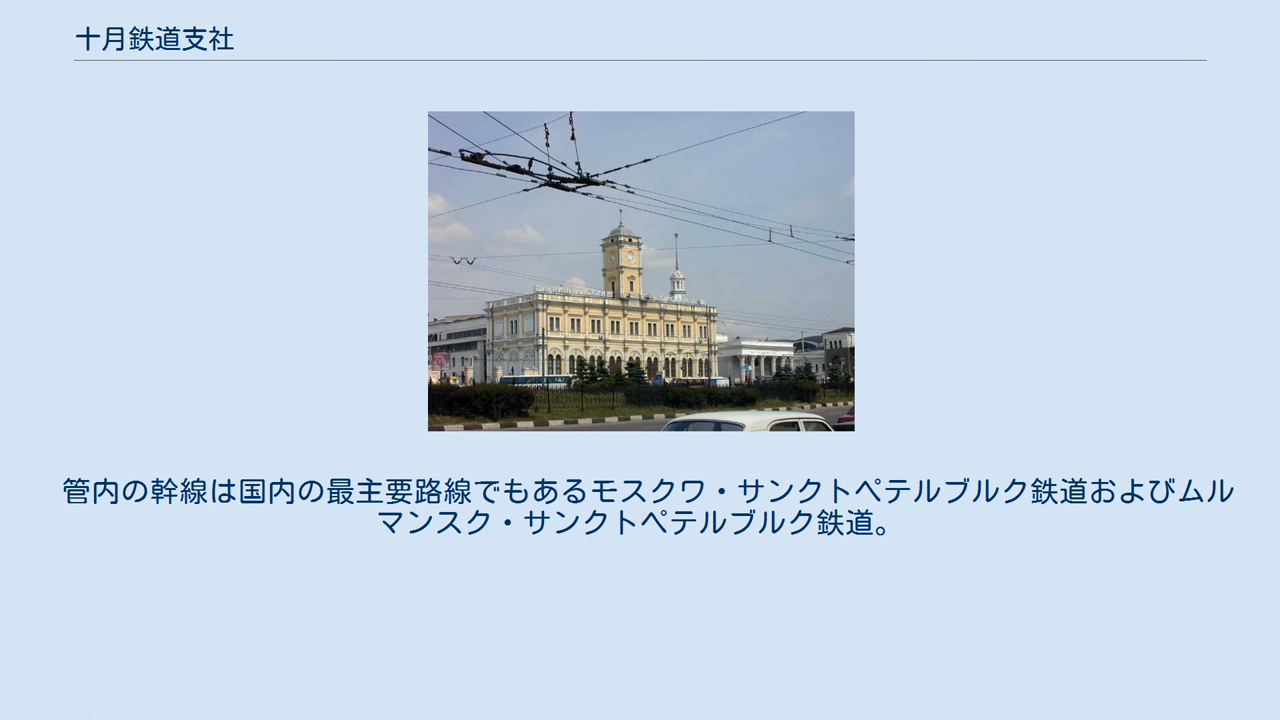 十月鉄道支社
管内の幹線は国内の最主要路線でもあるモスクワ・サンクトペテルブルク鉄道およびムル
マンスク・サンクトペテルブルク鉄道。